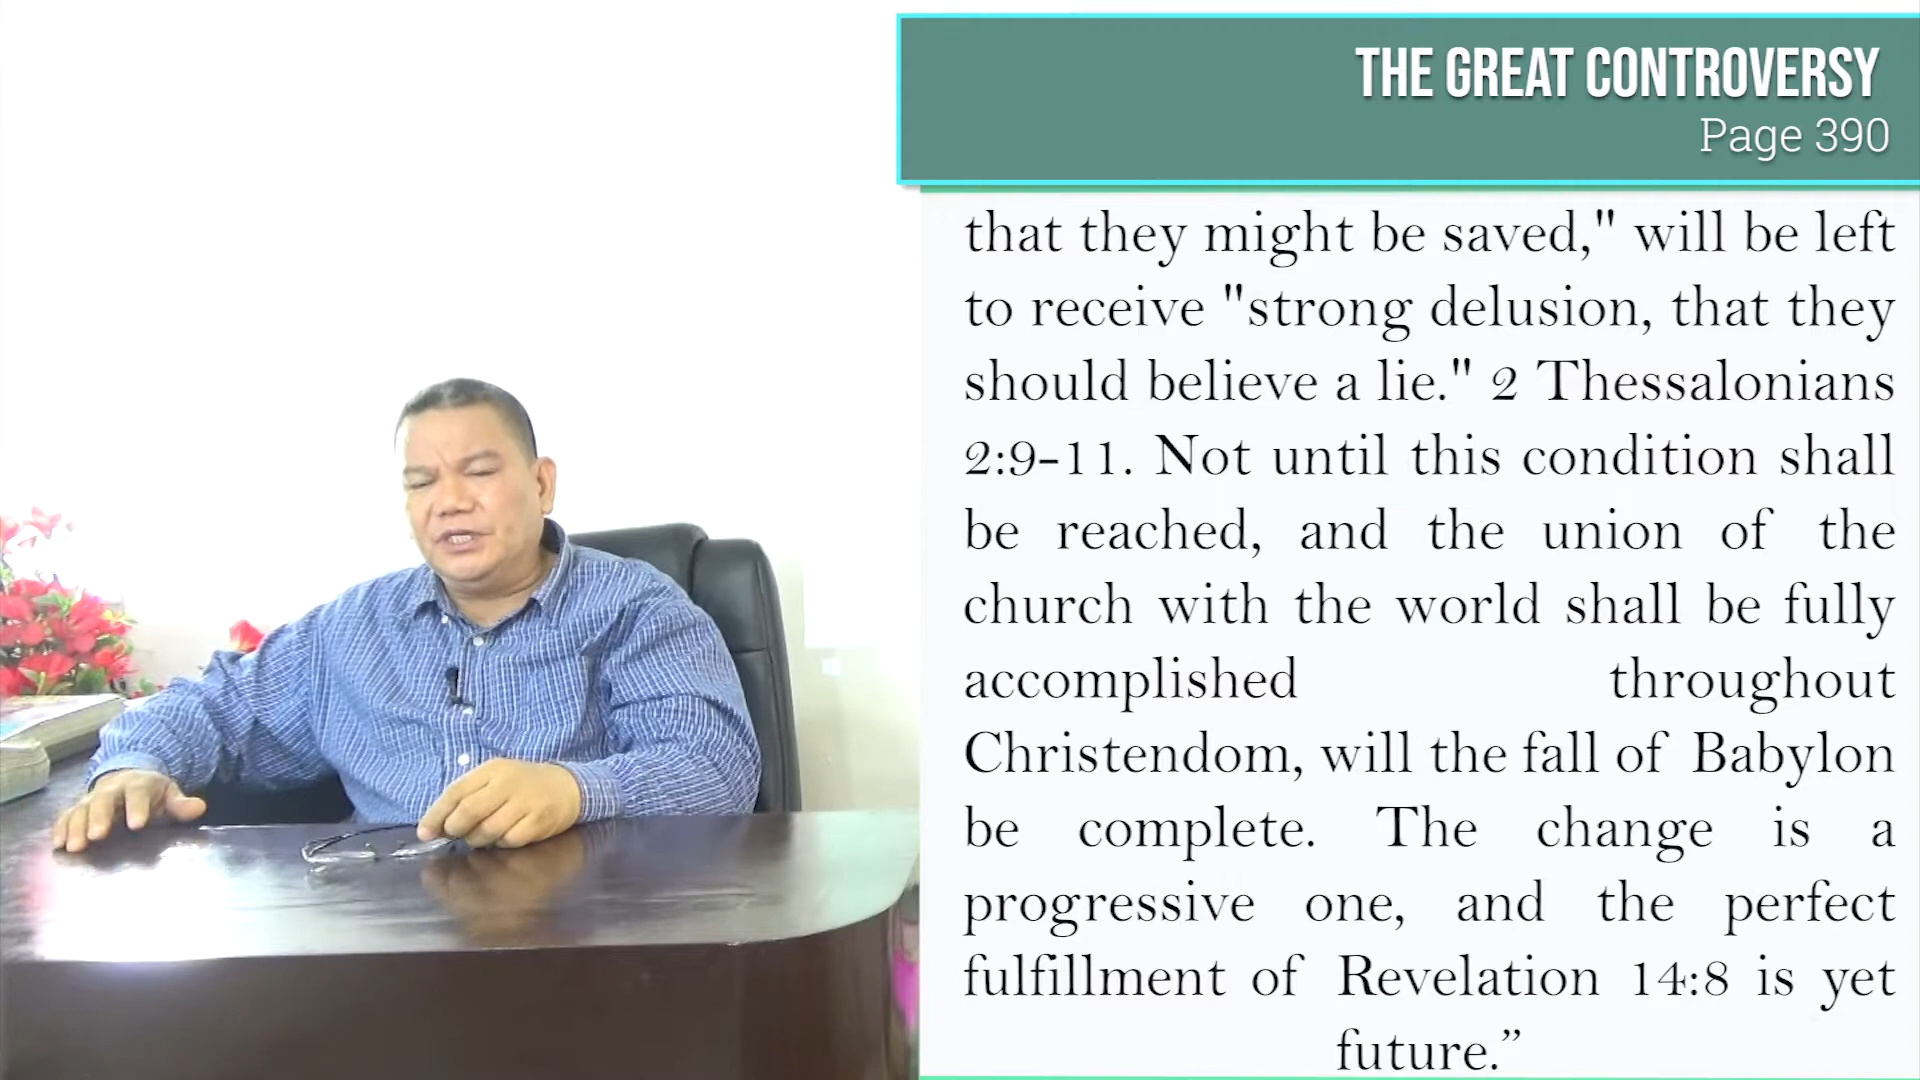 THE GREAT CONTROVERSY
Page 390
that they might be saved," will be left
to receive "strong delusion, that they
should believe a lie." 2 Thessalonians
2:9-11. Not until this condition shall
be reached, and the union of the
church with the world shall be fully
accomplished throughout
Christendom, will the fall of Babylon
be complete. The change is a
progressive one, and the perfect
fulfillment of Revelation 14:8 is yet
future.”